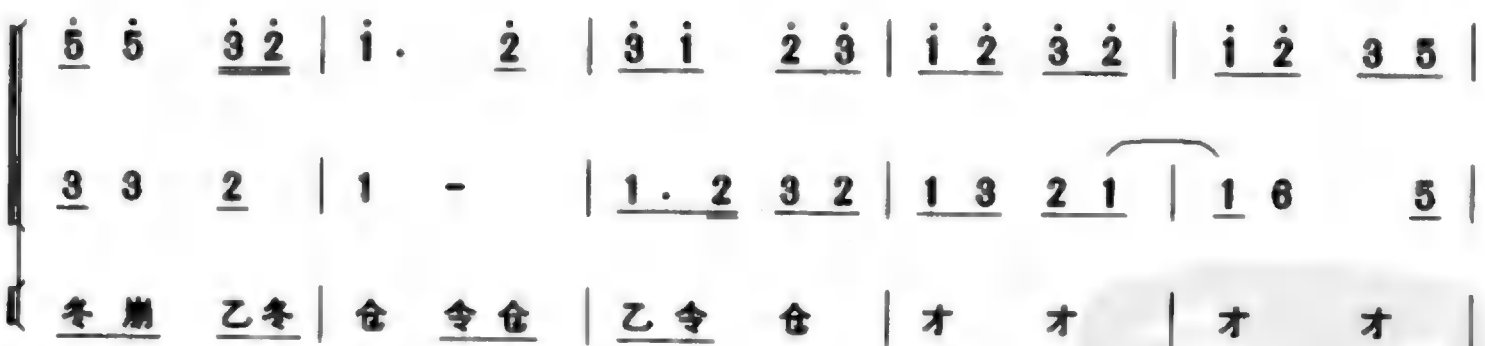 5̇ 5̇ 3̇ 2̇ | 1̇ . 2̇ | 3̇ 1̇ 2̇ 3̇ | 1̇ 2̇ 3̇ 2̇ | 1̇ 2̇ 3 5 |
3 3 2 | 1 - | 1 . 2 3 2 | 1 3 2 1 | 1 6 5 |
冬 崩 乙 冬 | 仓 令 仓 | 乙 令 仓 | 才 才 | 才 才 |